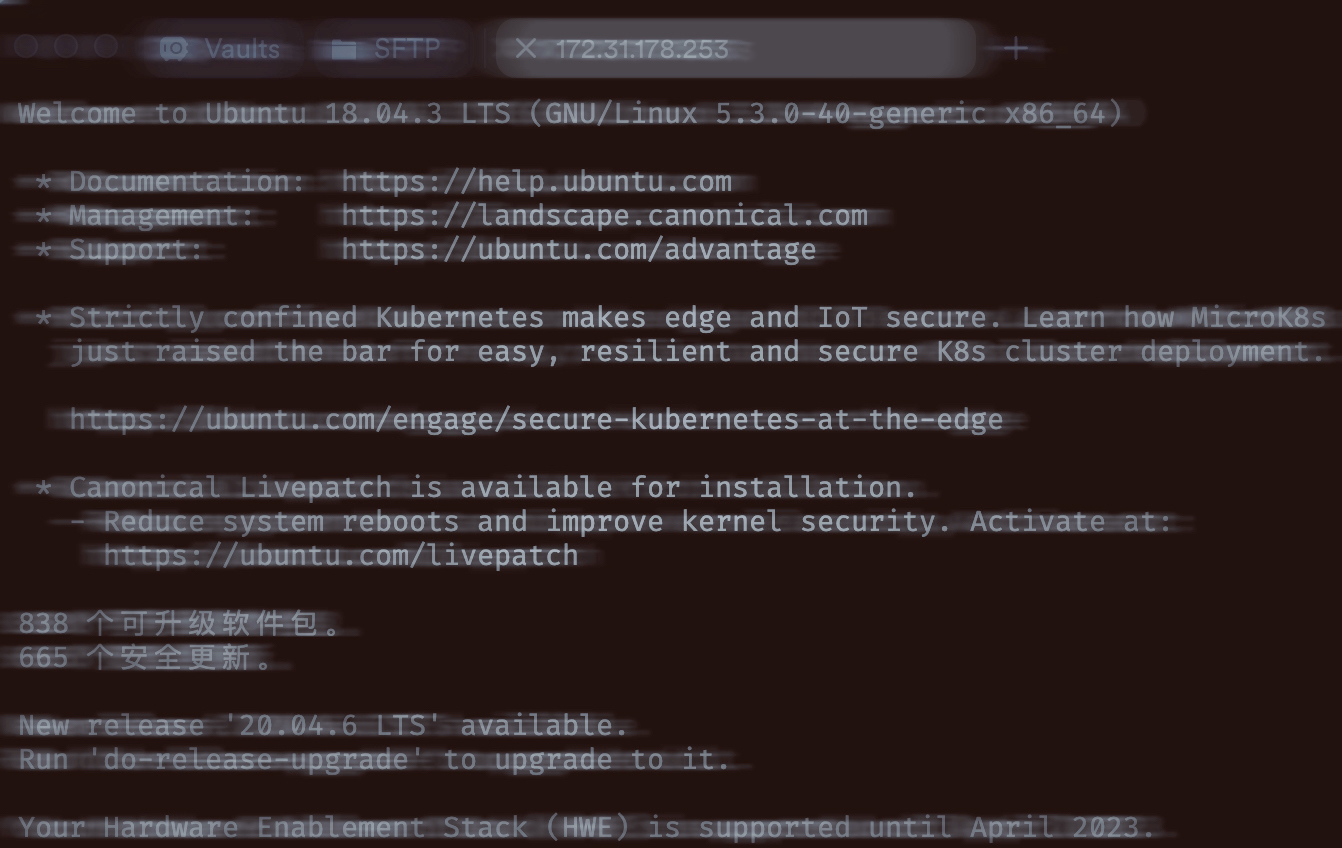 Vaults SFTP 172.31.178.253
Welcome to Ubuntu 18.04.3 LTS (GNU/Linux 5.3.0-40-generic x86_64)
* Documentation: https://help.ubuntu.com
* Management: https://landscape.canonical.com
* Support: https://ubuntu.com/advantage
* Strictly confined Kubernetes makes edge and IoT secure. Learn how MicroK8s
just raised the bar for easy, resilient and secure K8s cluster deployment.
https://ubuntu.com/engage/secure-kubernetes-at-the-edge
* Canonical Livepatch is available for installation.
- Reduce system reboots and improve kernel security. Activate at:
https://ubuntu.com/livepatch
838 个可升级软件包。
665 个安全更新。
New release '20.04.6 LTS' available.
Run 'do-release-upgrade' to upgrade to it.
Your Hardware Enablement Stack (HWE) is supported until April 2023.